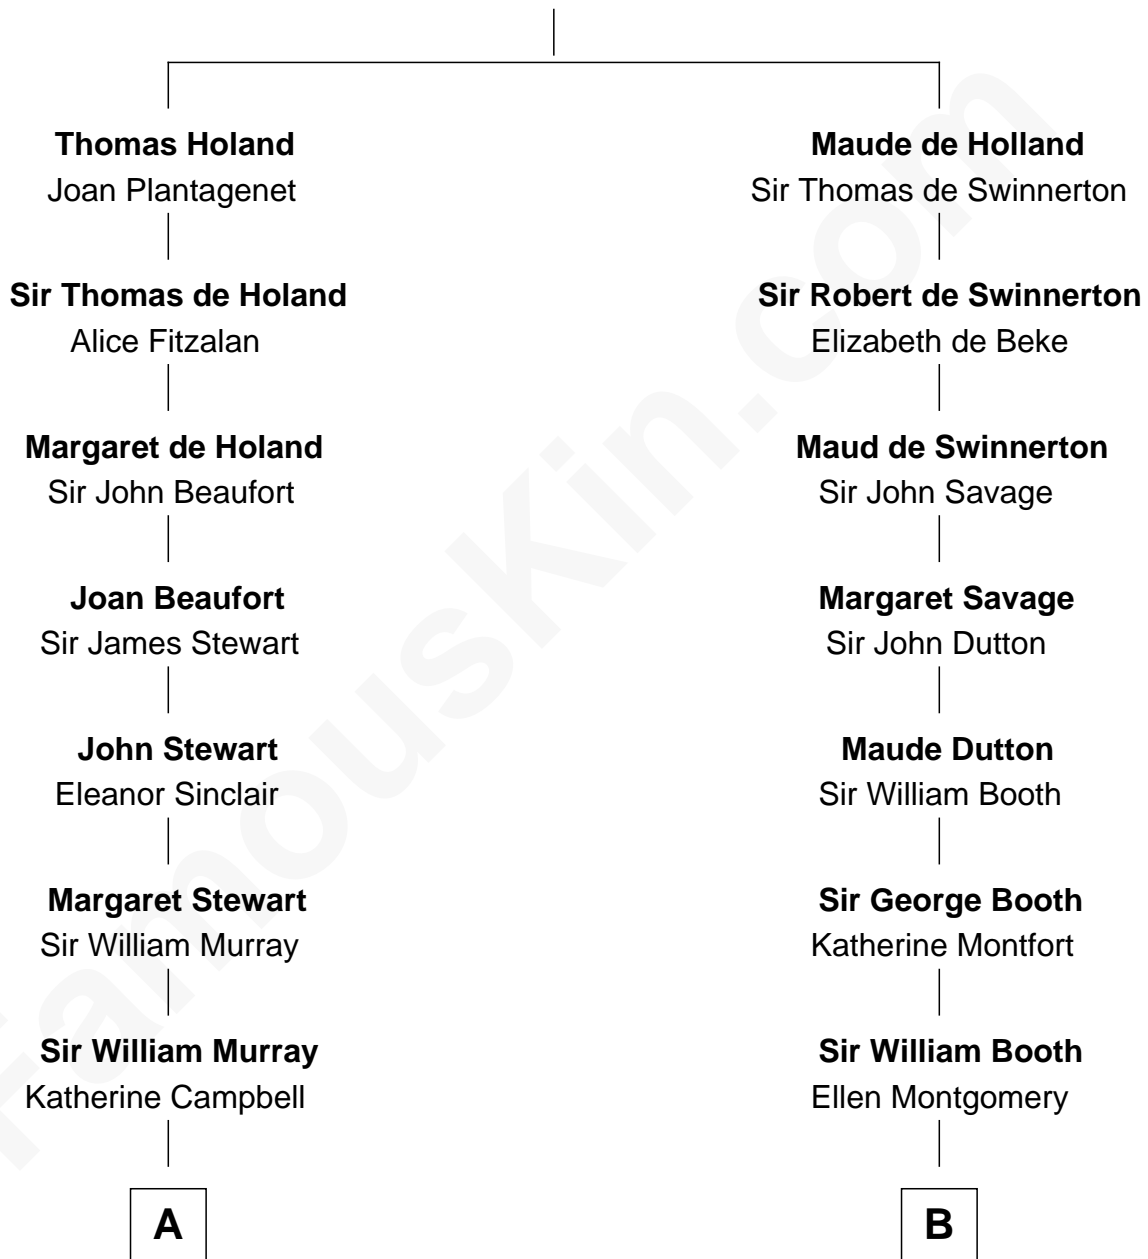 Thomas Holand
Joan Plantagenet
Maude de Holland
Sir Thomas de Swinnerton
Sir Thomas de Holand
Alice Fitzalan
Sir Robert de Swinnerton
Elizabeth de Beke
Margaret de Holand
Sir John Beaufort
Maud de Swinnerton
Sir John Savage
Joan Beaufort
Sir James Stewart
Margaret Savage
Sir John Dutton
John Stewart
Eleanor Sinclair
Maude Dutton
Sir William Booth
Margaret Stewart
Sir William Murray
Sir George Booth
Katherine Montfort
Sir William Murray
Katherine Campbell
Sir William Booth
Ellen Montgomery
A
B
FamousKin.com